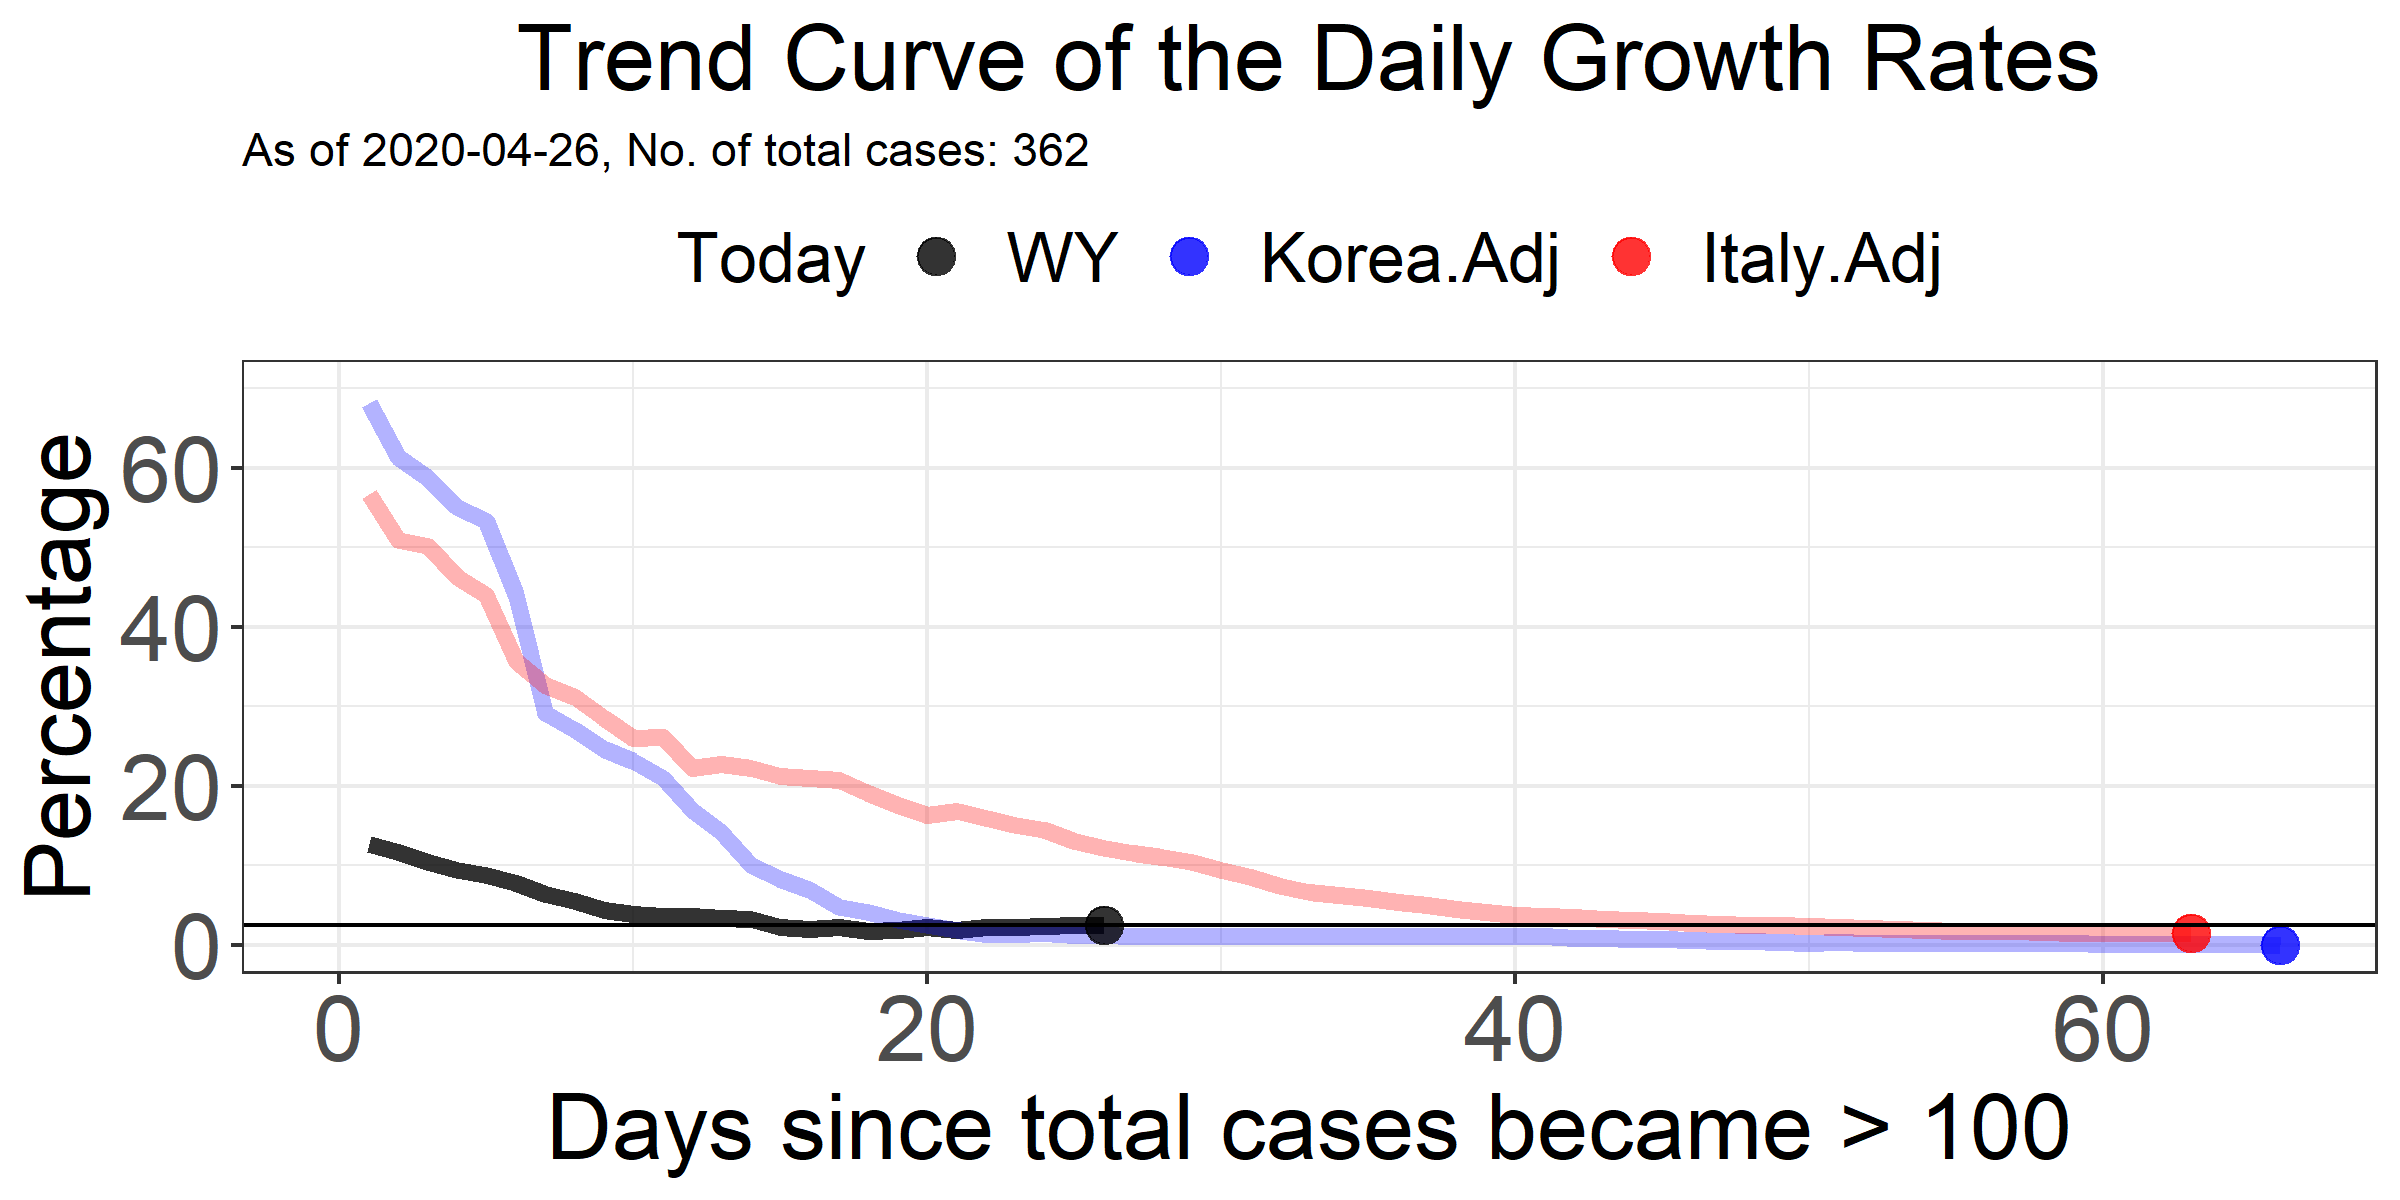 Trend Curve of the Daily Growth Rates
As of 2020-04-26, No. of total cases: 362
Today WY Korea.Adj Italy.Adj
Percentage
60
40
20
0
0 20 40 60
Days since total cases became > 100